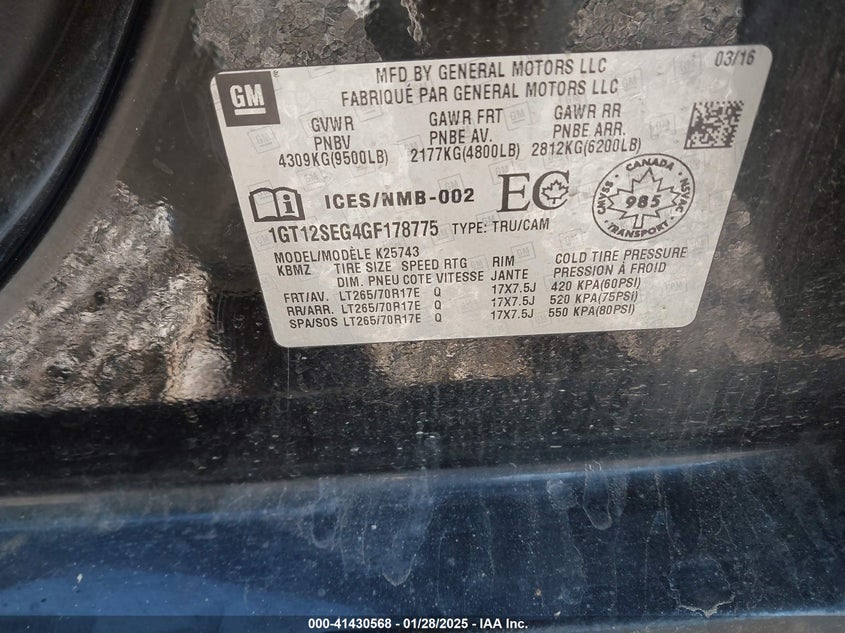 GM
MFD BY GENERAL MOTORS LLC
FABRIQUÉ PAR GENERAL MOTORS LLC
03/16
GVWR GAWR FRT GAWR RR
PNBV PNBE AV. PNBE ARR.
4309KG(9500LB) 2177KG(4800LB) 2812KG(6200LB)
ICES/NMB-002 EC
CANADA
CMVSS 985 NSVAC
TRANSPORT
1GT12SEG4GF178775 TYPE: TRU/CAM
MODEL/MODÈLE K25743
KBMZ TIRE SIZE SPEED RTG RIM COLD TIRE PRESSURE
DIM. PNEU COTE VITESSE JANTE PRESSION À FROID
FRT/AV. LT265/70R17E Q 17X7.5J 420 KPA(60PSI)
RR/ARR. LT265/70R17E Q 17X7.5J 520 KPA(75PSI)
SPA/SOS LT265/70R17E Q 17X7.5J 550 KPA(80PSI)
000-41430568 — 01/28/2025 — IAA Inc.